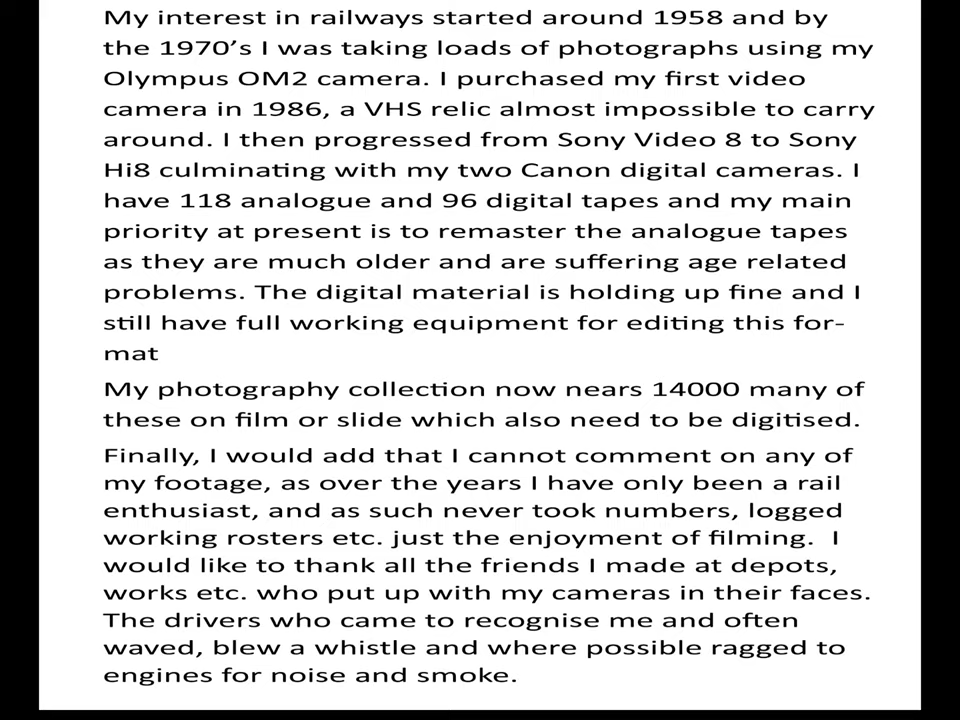 My interest in railways started around 1958 and by
the 1970's I was taking loads of photographs using my
Olympus OM2 camera. I purchased my first video
camera in 1986, a VHS relic almost impossible to carry
around. I then progressed from Sony Video 8 to Sony
Hi8 culminating with my two Canon digital cameras. I
have 118 analogue and 96 digital tapes and my main
priority at present is to remaster the analogue tapes
as they are much older and are suffering age related
problems. The digital material is holding up fine and I
still have full working equipment for editing this for-
mat
My photography collection now nears 14000 many of
these on film or slide which also need to be digitised.
Finally, I would add that I cannot comment on any of
my footage, as over the years I have only been a rail
enthusiast, and as such never took numbers, logged
working rosters etc. just the enjoyment of filming.  I
would like to thank all the friends I made at depots,
works etc. who put up with my cameras in their faces.
The drivers who came to recognise me and often
waved, blew a whistle and where possible ragged to
engines for noise and smoke.